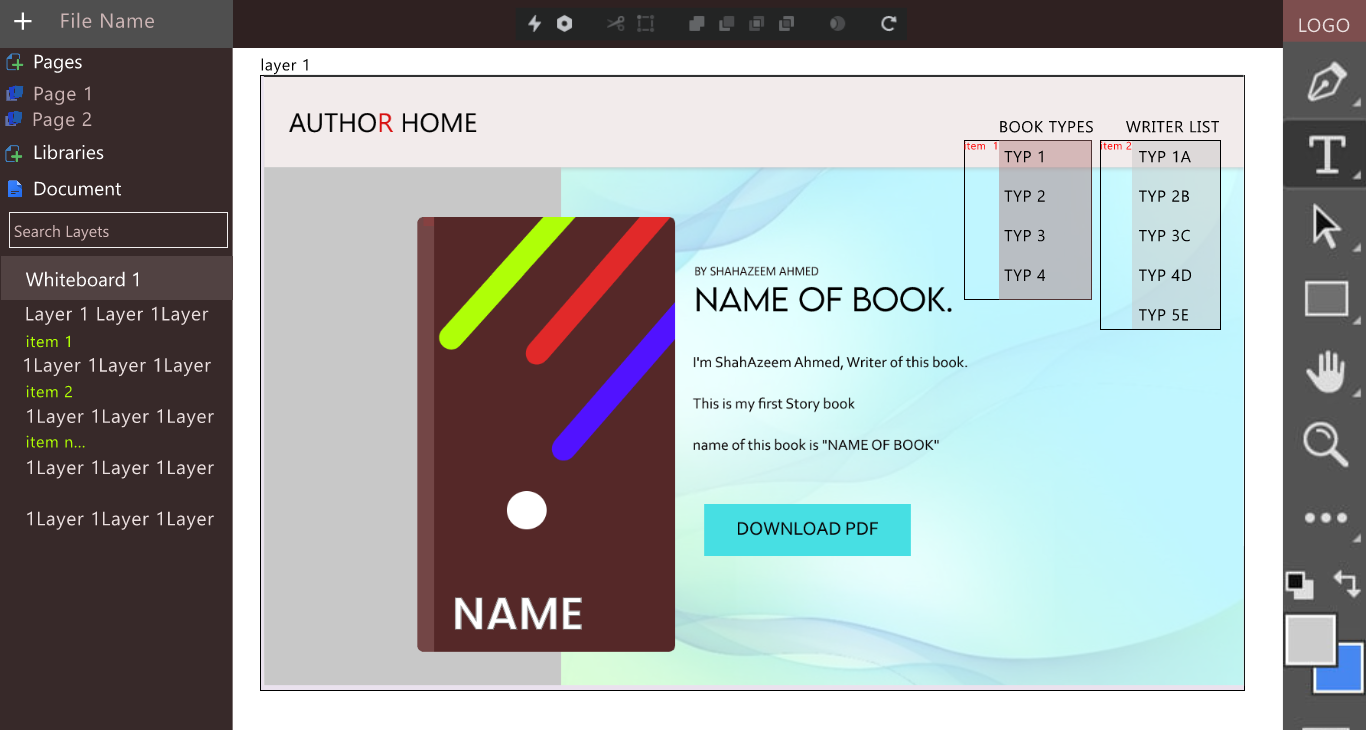 File Name
LOGO
Pages
Page 1
Page 2
Libraries
Document
Search Layets
Whiteboard 1
Layer 1 Layer 1Layer
item 1
1Layer 1Layer 1Layer
item 2
1Layer 1Layer 1Layer
item n...
1Layer 1Layer 1Layer
1Layer 1Layer 1Layer
layer 1
AUTHOR HOME
BOOK TYPES
item 1
TYP 1
TYP 2
TYP 3
TYP 4
WRITER LIST
item 2
TYP 1A
TYP 2B
TYP 3C
TYP 4D
TYP 5E
NAME
BY SHAHAZEEM AHMED
NAME OF BOOK.
I'm ShahAzeem Ahmed, Writer of this book.
This is my first Story book
name of this book is "NAME OF BOOK"
DOWNLOAD PDF
T